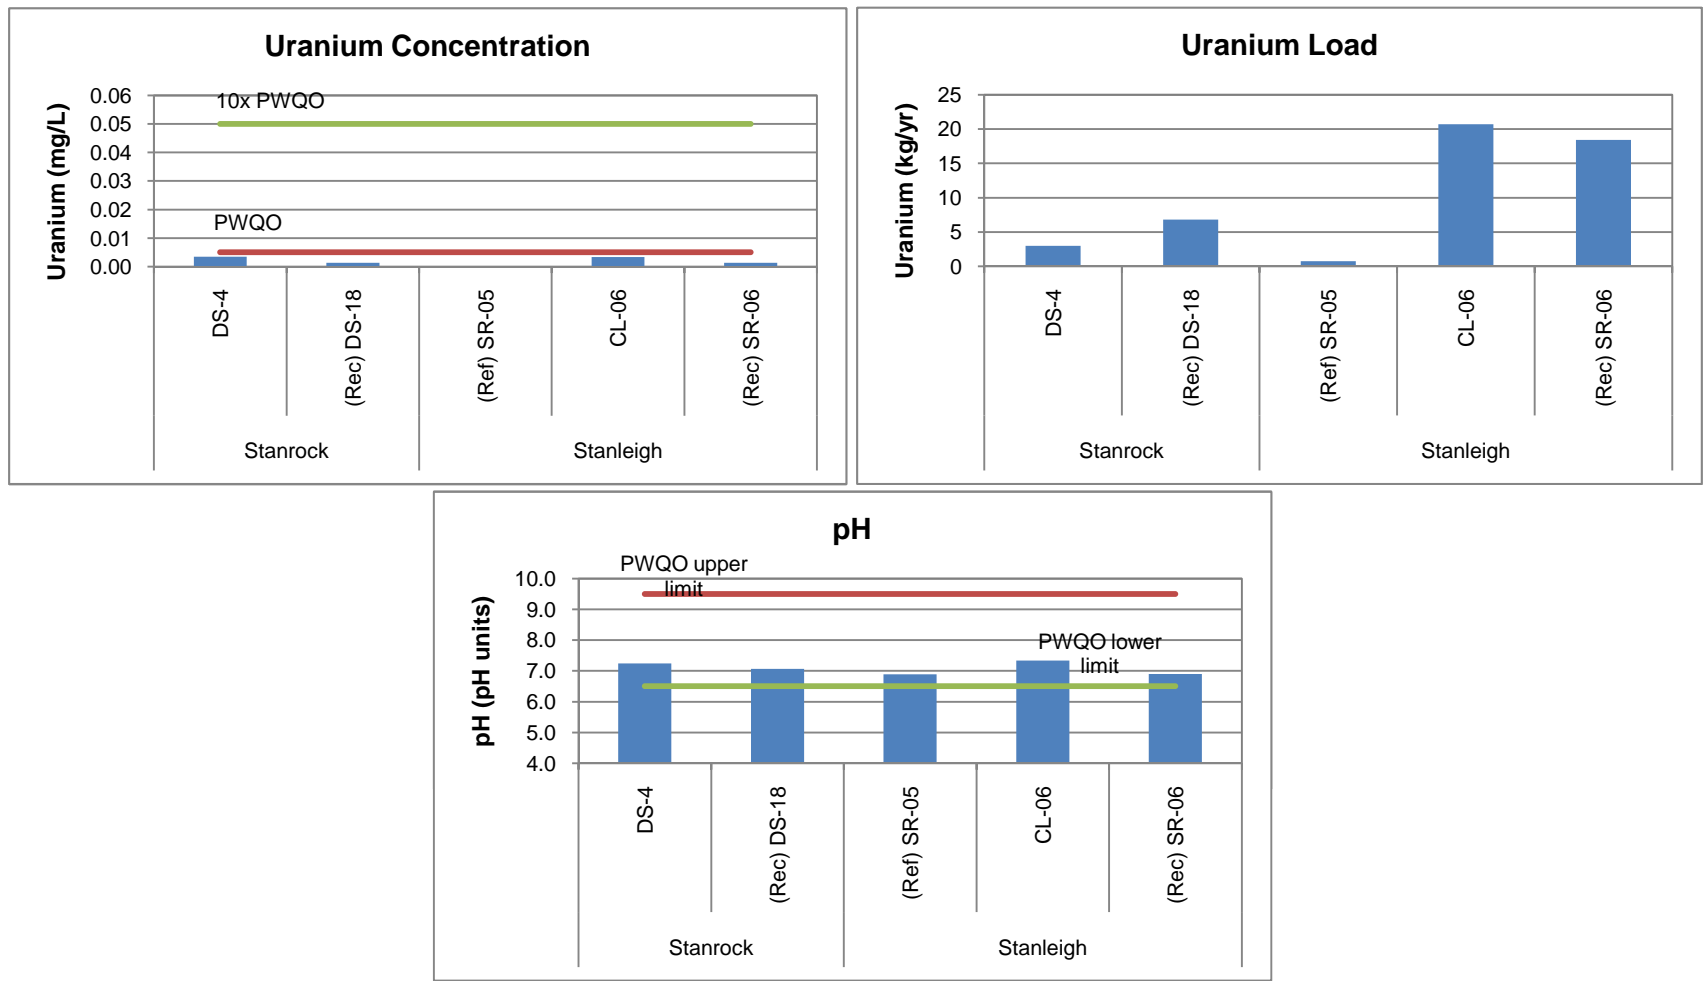 Uranium Concentration
Uranium (mg/L)
0.06
0.05
0.04
0.03
0.02
0.01
0.00
10x PWQO
PWQO
DS-4
(Rec) DS-18
(Ref) SR-05
CL-06
(Rec) SR-06
Stanrock
Stanleigh
Uranium Load
Uranium (kg/yr)
25
20
15
10
5
0
DS-4
(Rec) DS-18
(Ref) SR-05
CL-06
(Rec) SR-06
Stanrock
Stanleigh
pH
pH (pH units)
10.0
9.0
8.0
7.0
6.0
5.0
4.0
PWQO upper
limit
PWQO lower
limit
DS-4
(Rec) DS-18
(Ref) SR-05
CL-06
(Rec) SR-06
Stanrock
Stanleigh